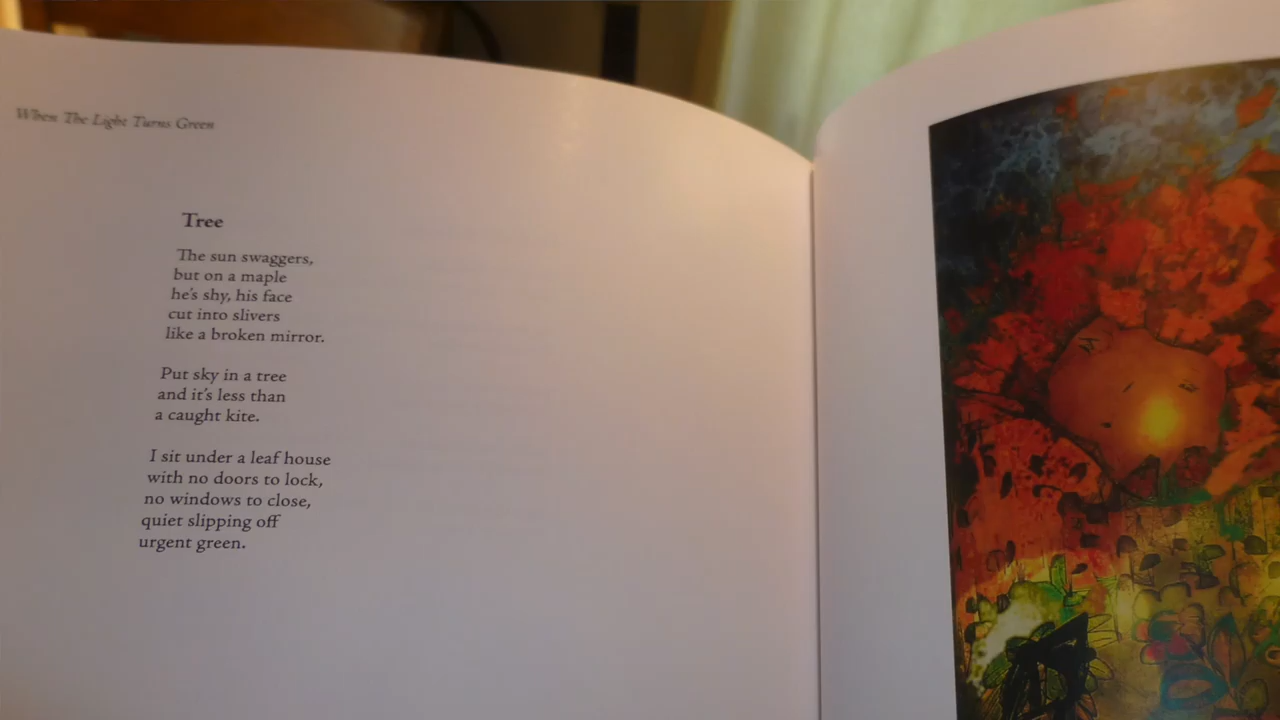 When The Light Turns Green
Tree
The sun swaggers,
but on a maple
he's shy, his face
cut into slivers
like a broken mirror.
Put sky in a tree
and it's less than
a caught kite.
I sit under a leaf house
with no doors to lock,
no windows to close,
quiet slipping off
urgent green.